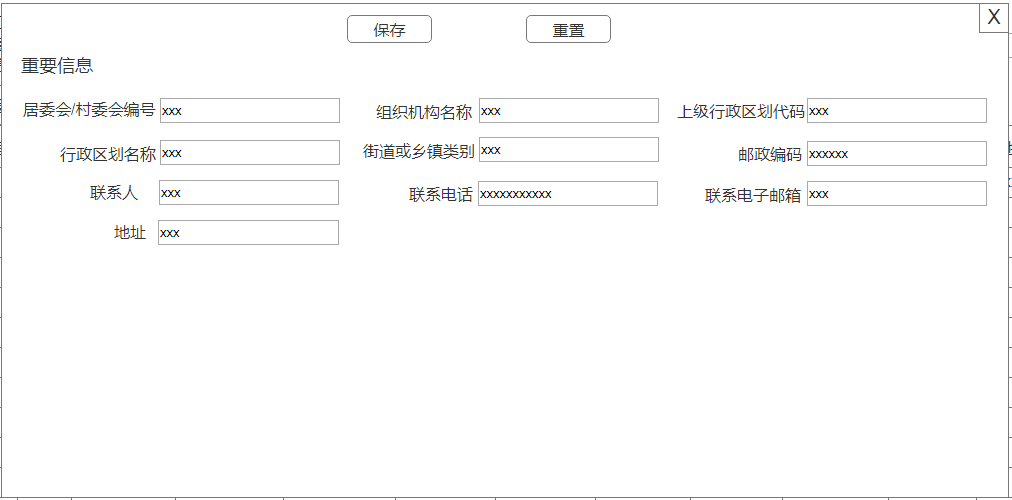 保存 重置 X
重要信息
居委会/村委会编号 xxx 组织机构名称 xxx 上级行政区划代码 xxx
行政区划名称 xxx 街道或乡镇类别 xxx 邮政编码 xxxxxx
联系人 xxx 联系电话 xxxxxxxxxxx 联系电子邮箱 xxx
地址 xxx